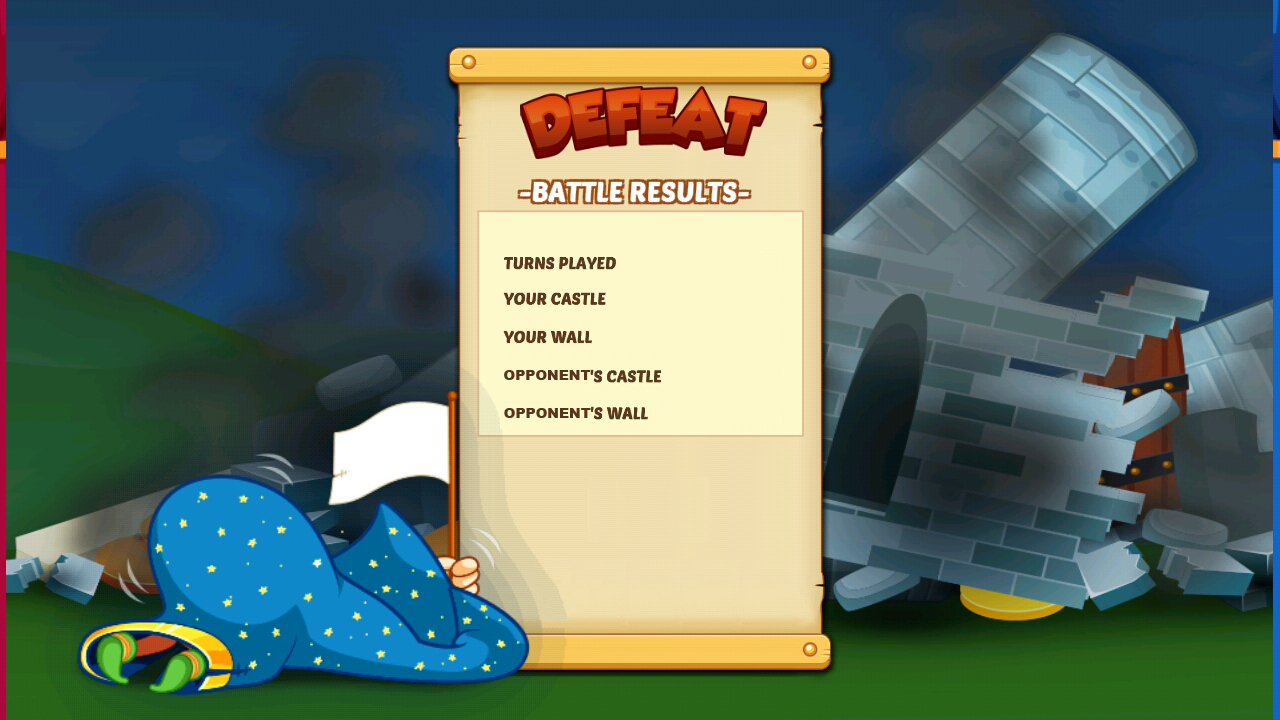 DEFEAT
-BATTLE RESULTS-
TURNS PLAYED
YOUR CASTLE
YOUR WALL
OPPONENT'S CASTLE
OPPONENT'S WALL